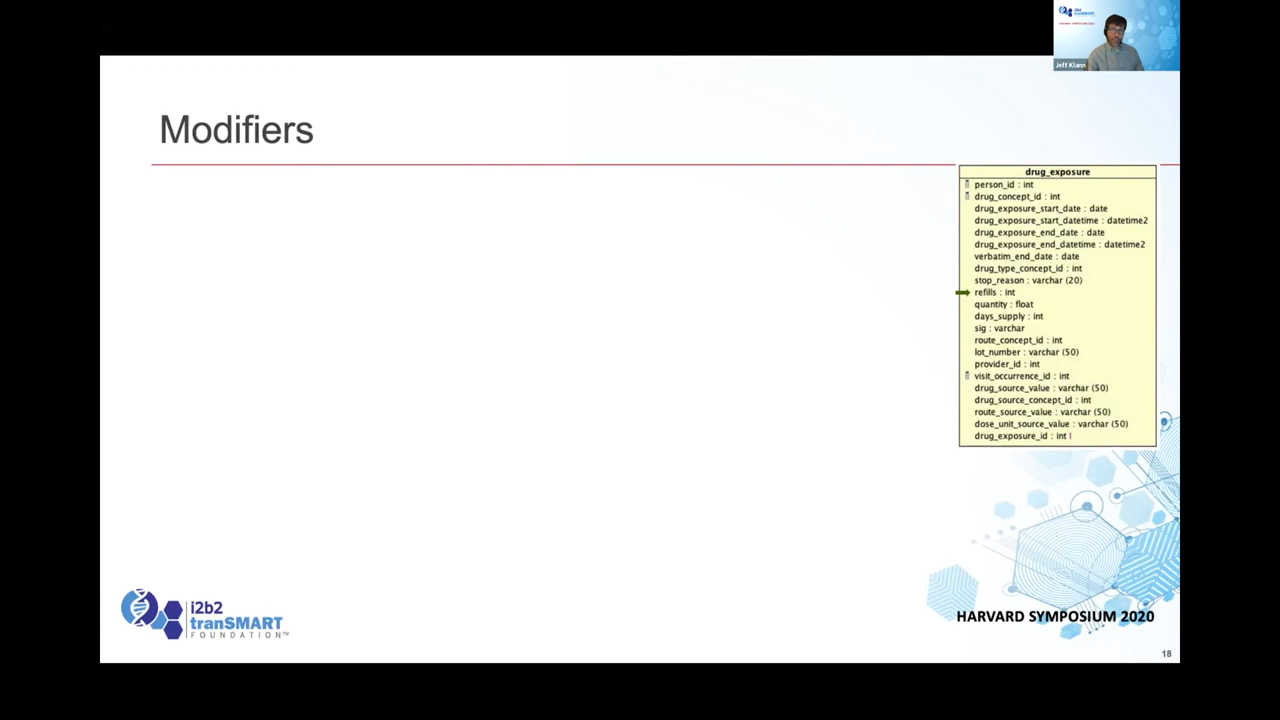 Jeff Klann
Modifiers
drug_exposure
person_id : int
drug_concept_id : int
drug_exposure_start_date : date
drug_exposure_start_datetime : datetime2
drug_exposure_end_date : date
drug_exposure_end_datetime : datetime2
verbatim_end_date : date
drug_type_concept_id : int
stop_reason : varchar (20)
refills : int
quantity : float
days_supply : int
sig : varchar
route_concept_id : int
lot_number : varchar (50)
provider_id : int
visit_occurrence_id : int
drug_source_value : varchar (50)
drug_source_concept_id : int
route_source_value : varchar (50)
dose_unit_source_value : varchar (50)
drug_exposure_id : int
i2b2
tranSMART
FOUNDATION™
HARVARD SYMPOSIUM 2020
18